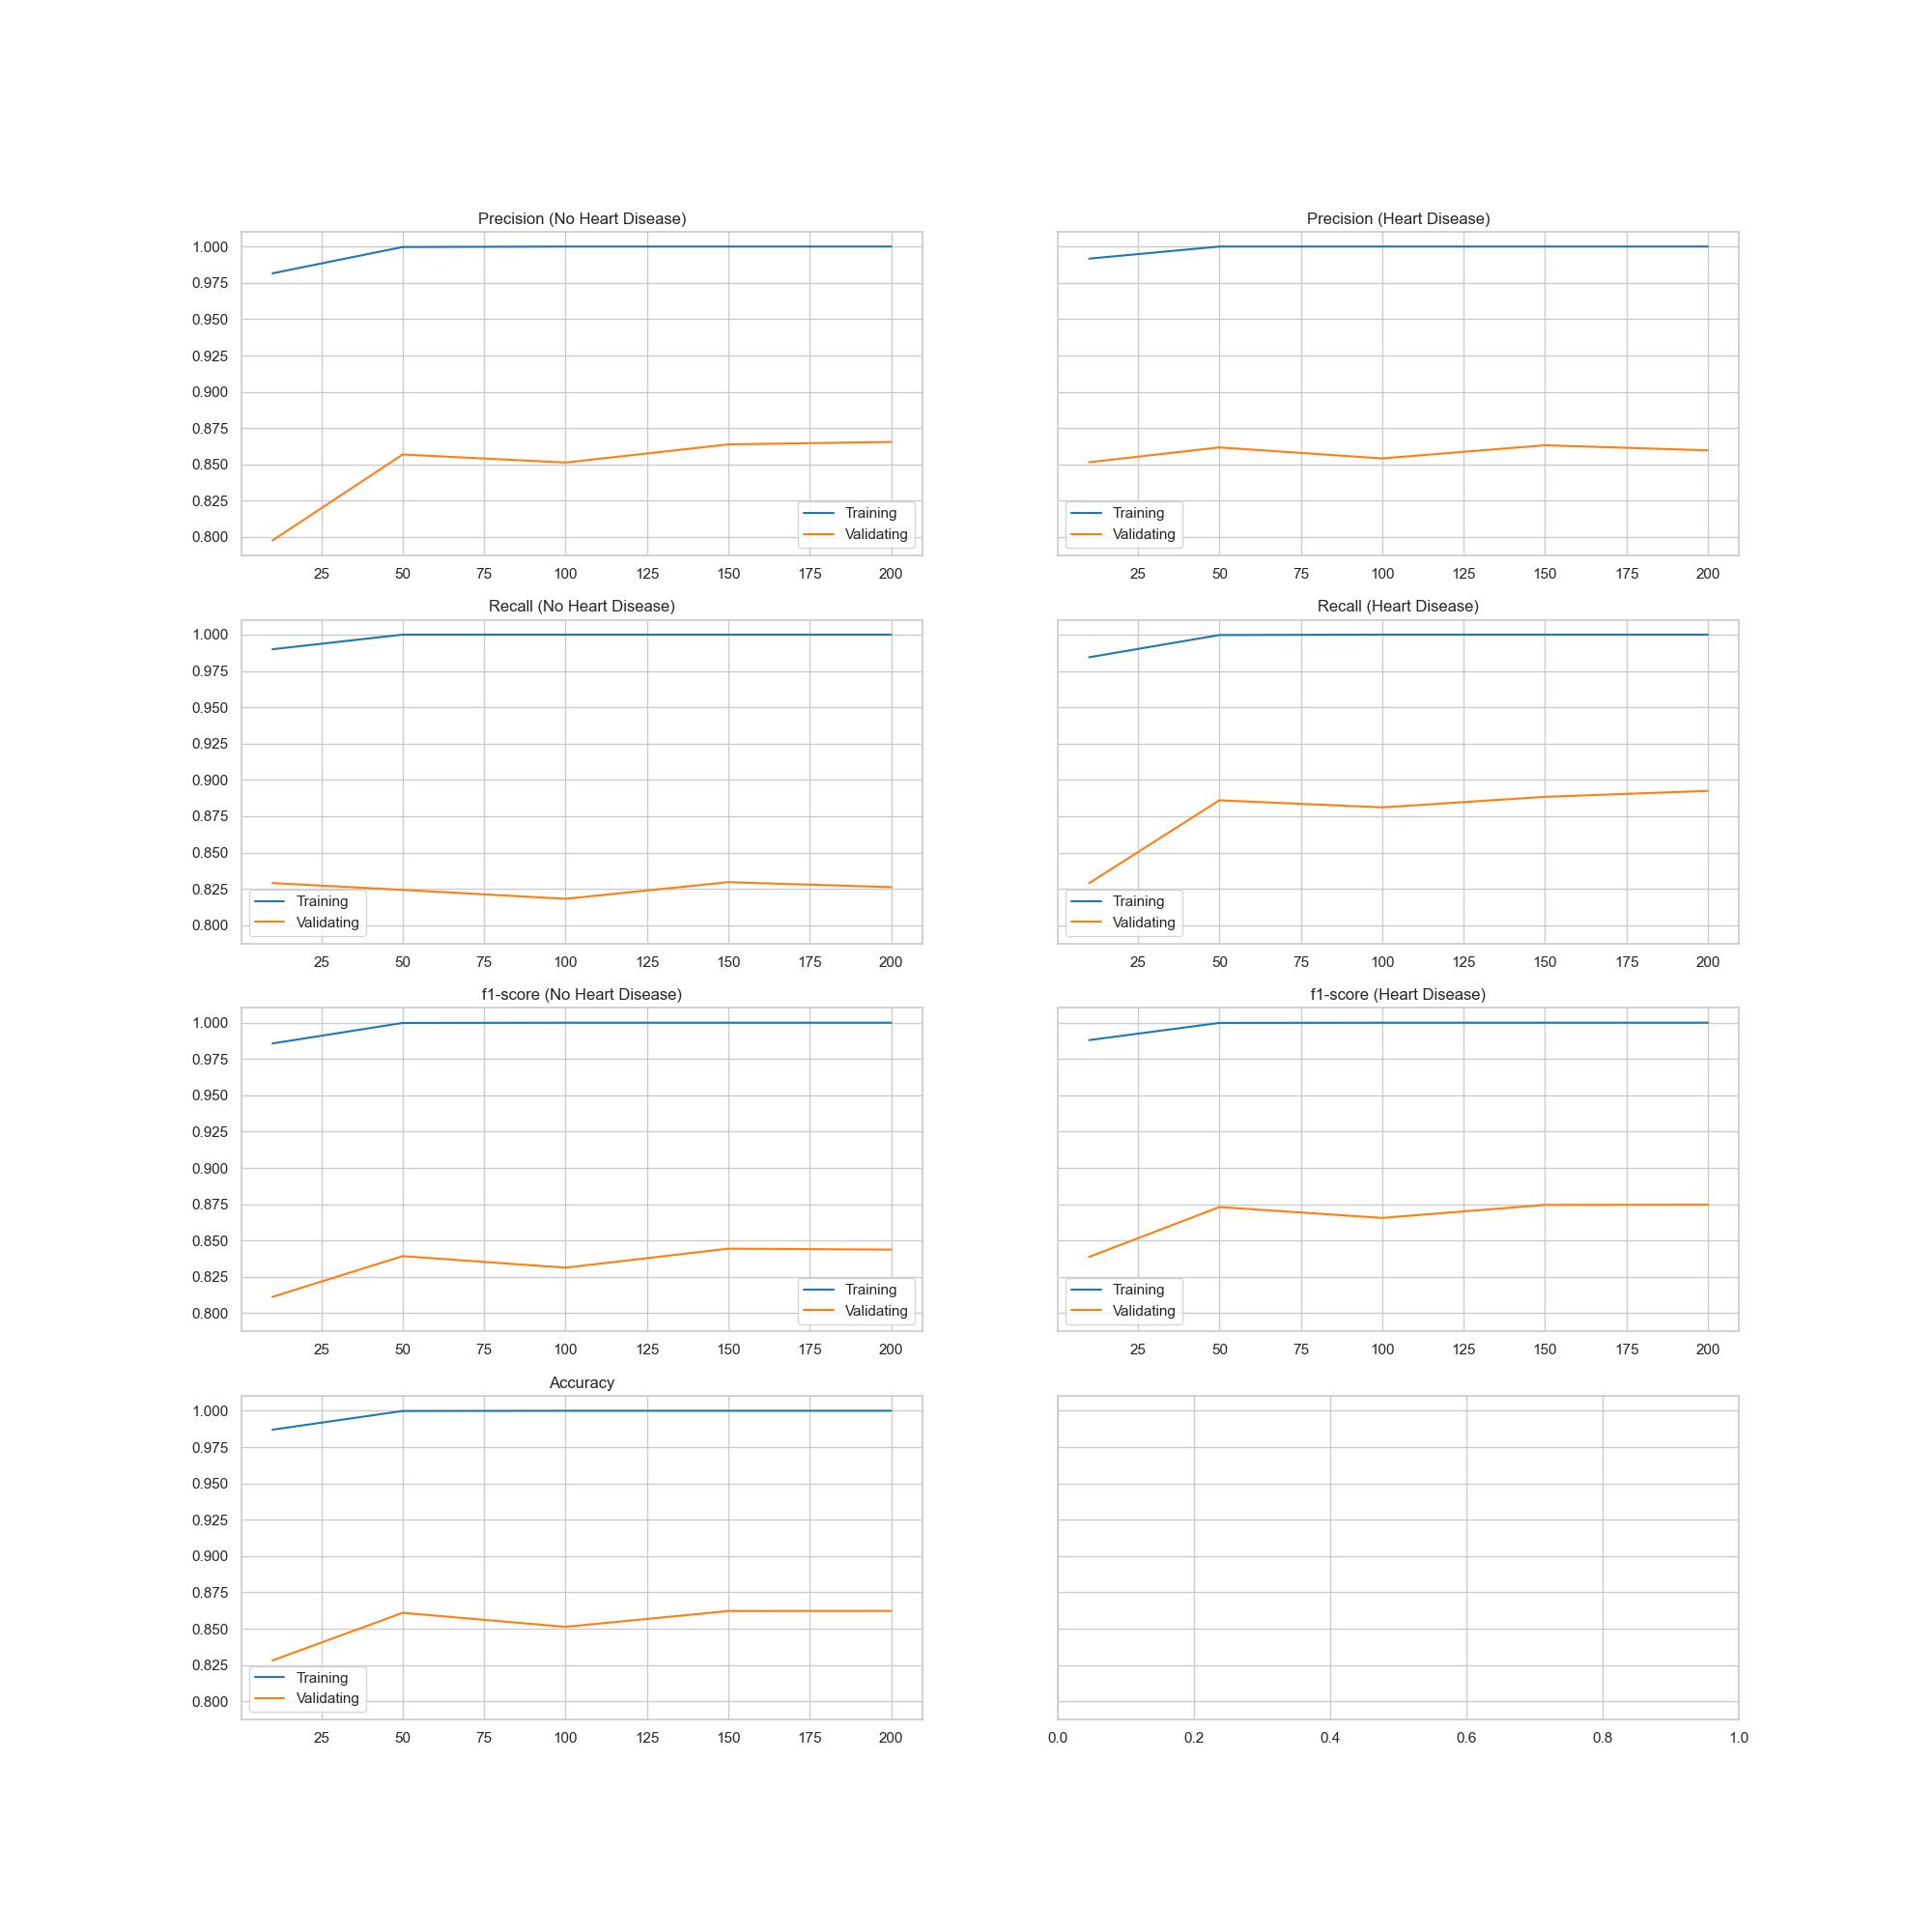 Precision (No Heart Disease)
1.000
0.975
0.950
0.925
0.900
0.875
0.850
0.825
0.800
Training
Validating
25 50 75 100 125 150 175 200
Precision (Heart Disease)
Training
Validating
25 50 75 100 125 150 175 200
Recall (No Heart Disease)
1.000
0.975
0.950
0.925
0.900
0.875
0.850
0.825
0.800
Training
Validating
25 50 75 100 125 150 175 200
Recall (Heart Disease)
Training
Validating
25 50 75 100 125 150 175 200
f1-score (No Heart Disease)
1.000
0.975
0.950
0.925
0.900
0.875
0.850
0.825
0.800
Training
Validating
25 50 75 100 125 150 175 200
f1-score (Heart Disease)
Training
Validating
25 50 75 100 125 150 175 200
Accuracy
1.000
0.975
0.950
0.925
0.900
0.875
0.850
0.825
0.800
Training
Validating
25 50 75 100 125 150 175 200
0.0 0.2 0.4 0.6 0.8 1.0